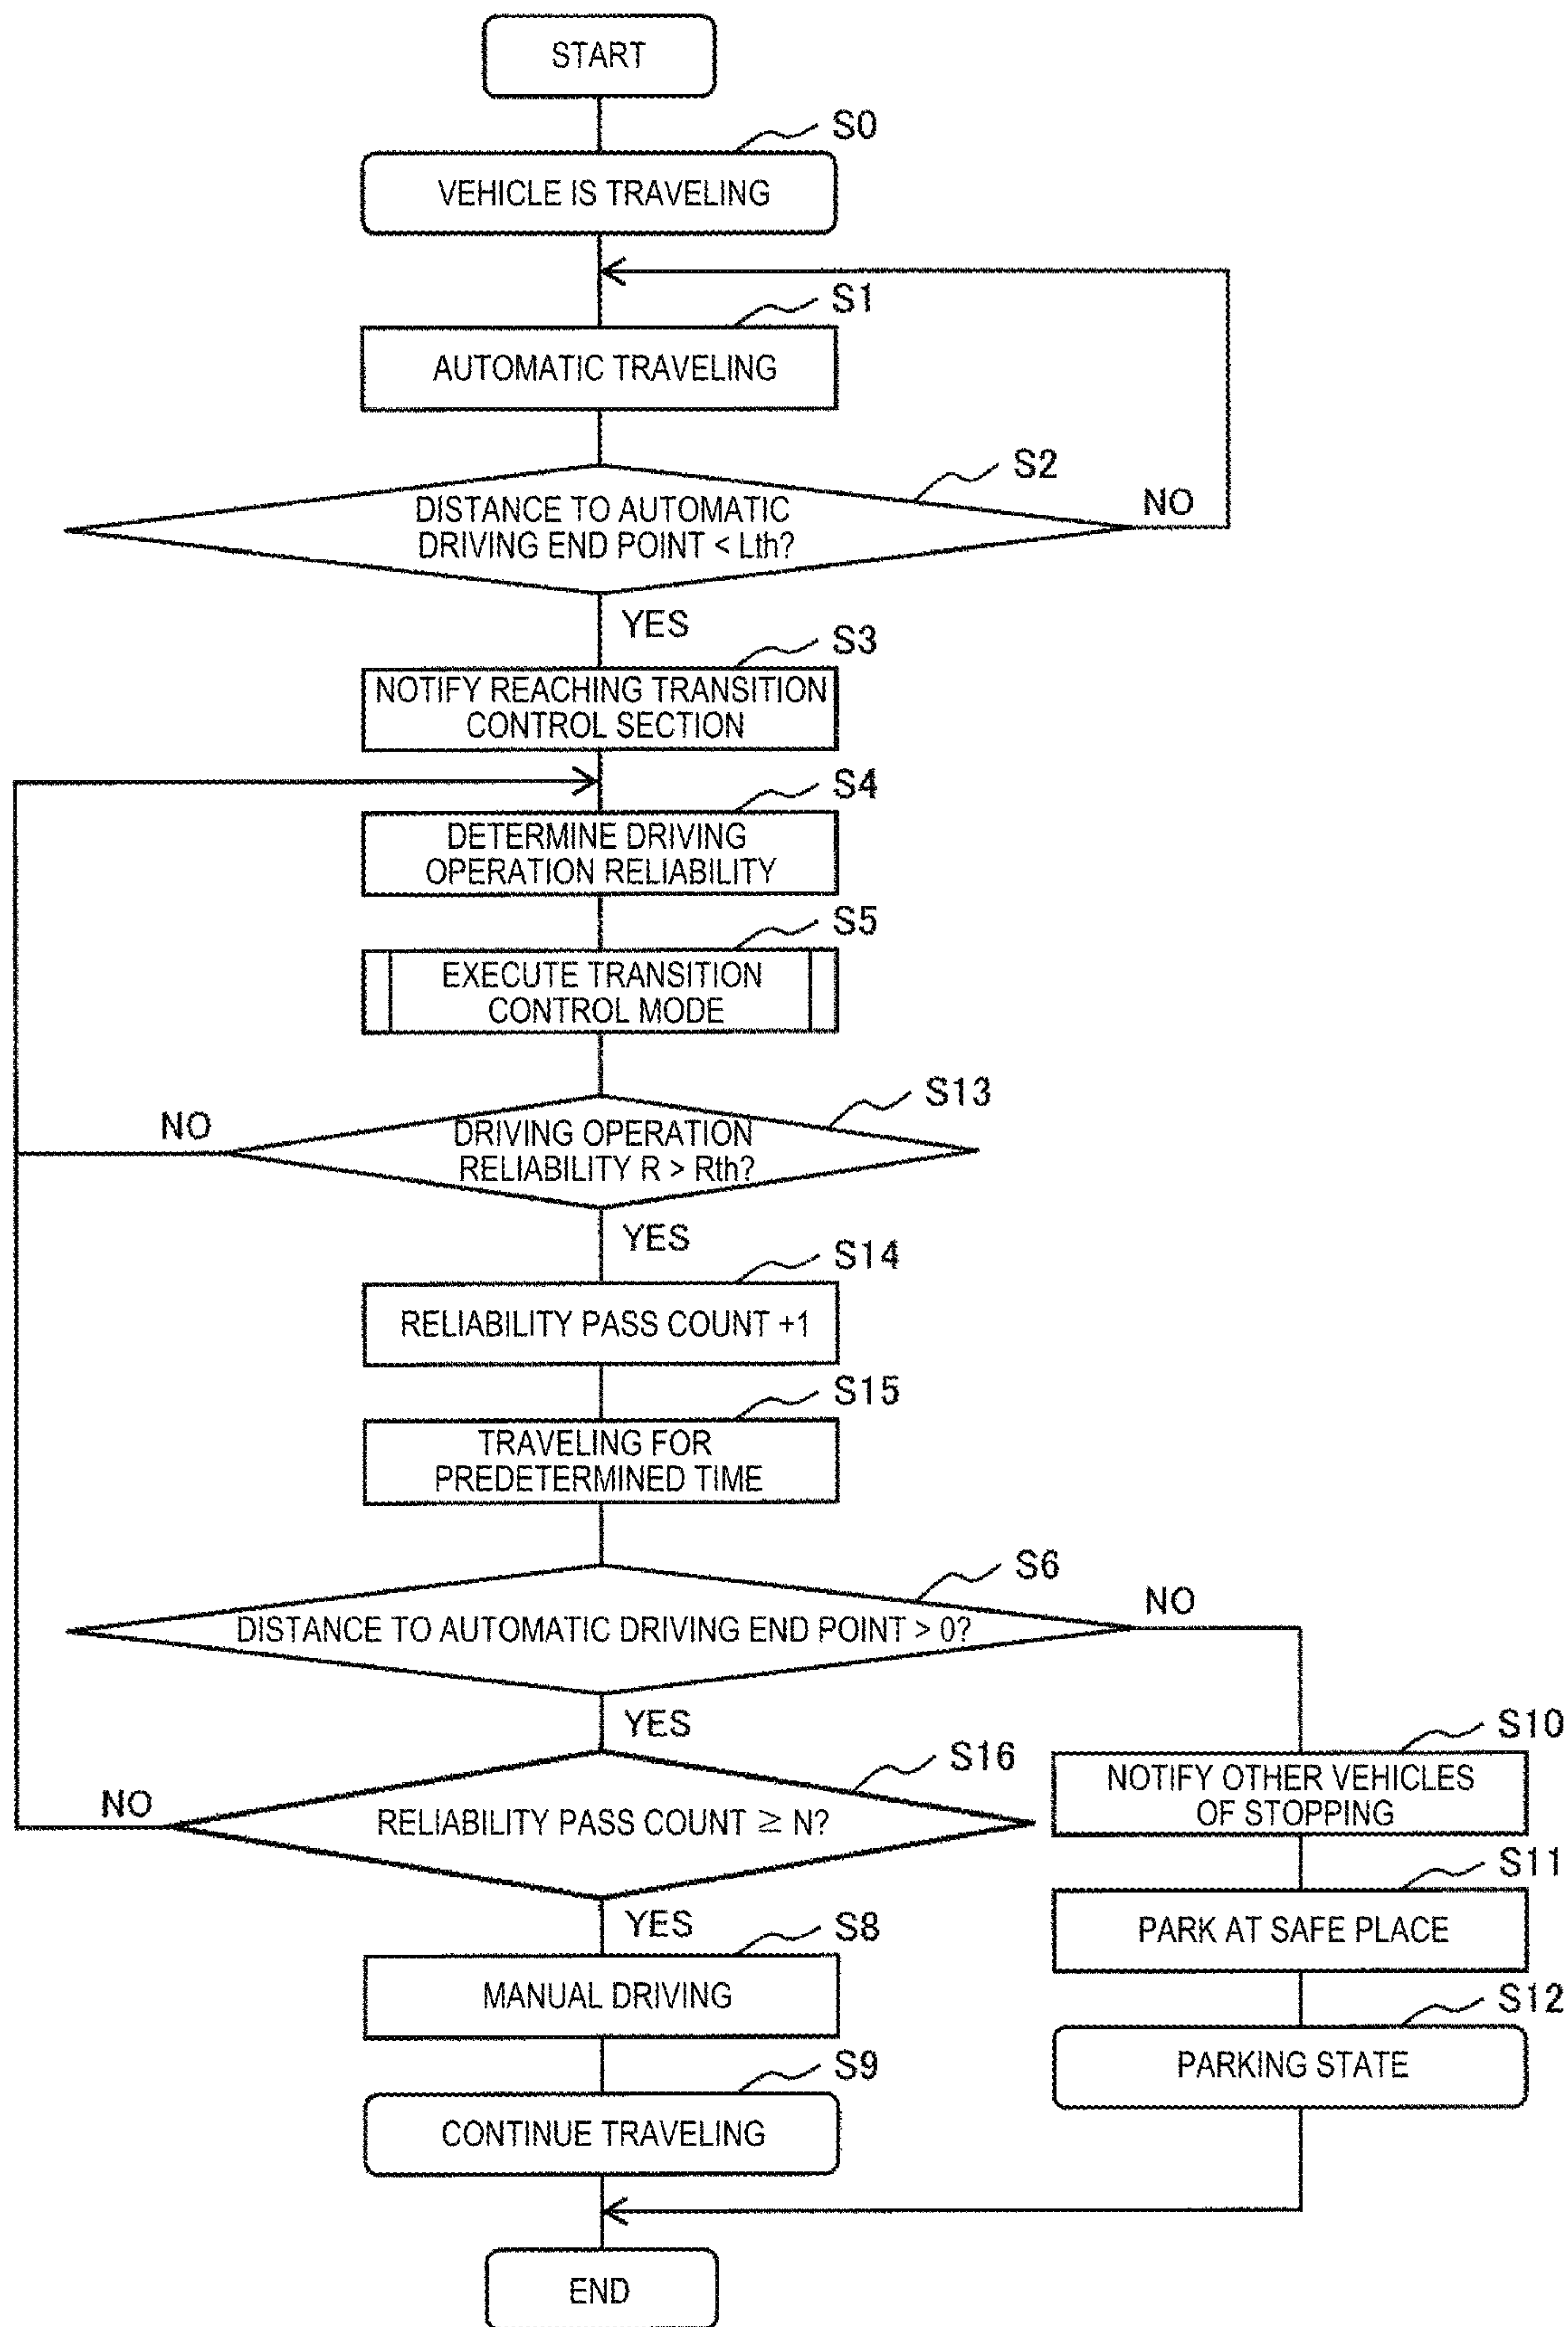 START
S0
VEHICLE IS TRAVELING
S1
AUTOMATIC TRAVELING
S2
DISTANCE TO AUTOMATIC
DRIVING END POINT < Lth?
NO
YES
S3
NOTIFY REACHING TRANSITION
CONTROL SECTION
S4
DETERMINE DRIVING
OPERATION RELIABILITY
S5
EXECUTE TRANSITION
CONTROL MODE
S13
NO
DRIVING OPERATION
RELIABILITY R > Rth?
YES
S14
RELIABILITY PASS COUNT +1
S15
TRAVELING FOR
PREDETERMINED TIME
S6
NO
DISTANCE TO AUTOMATIC DRIVING END POINT > 0?
YES
S16
NO
RELIABILITY PASS COUNT ≧ N?
YES
S10
NOTIFY OTHER VEHICLES
OF STOPPING
S11
PARK AT SAFE PLACE
S8
MANUAL DRIVING
S12
PARKING STATE
S9
CONTINUE TRAVELING
END